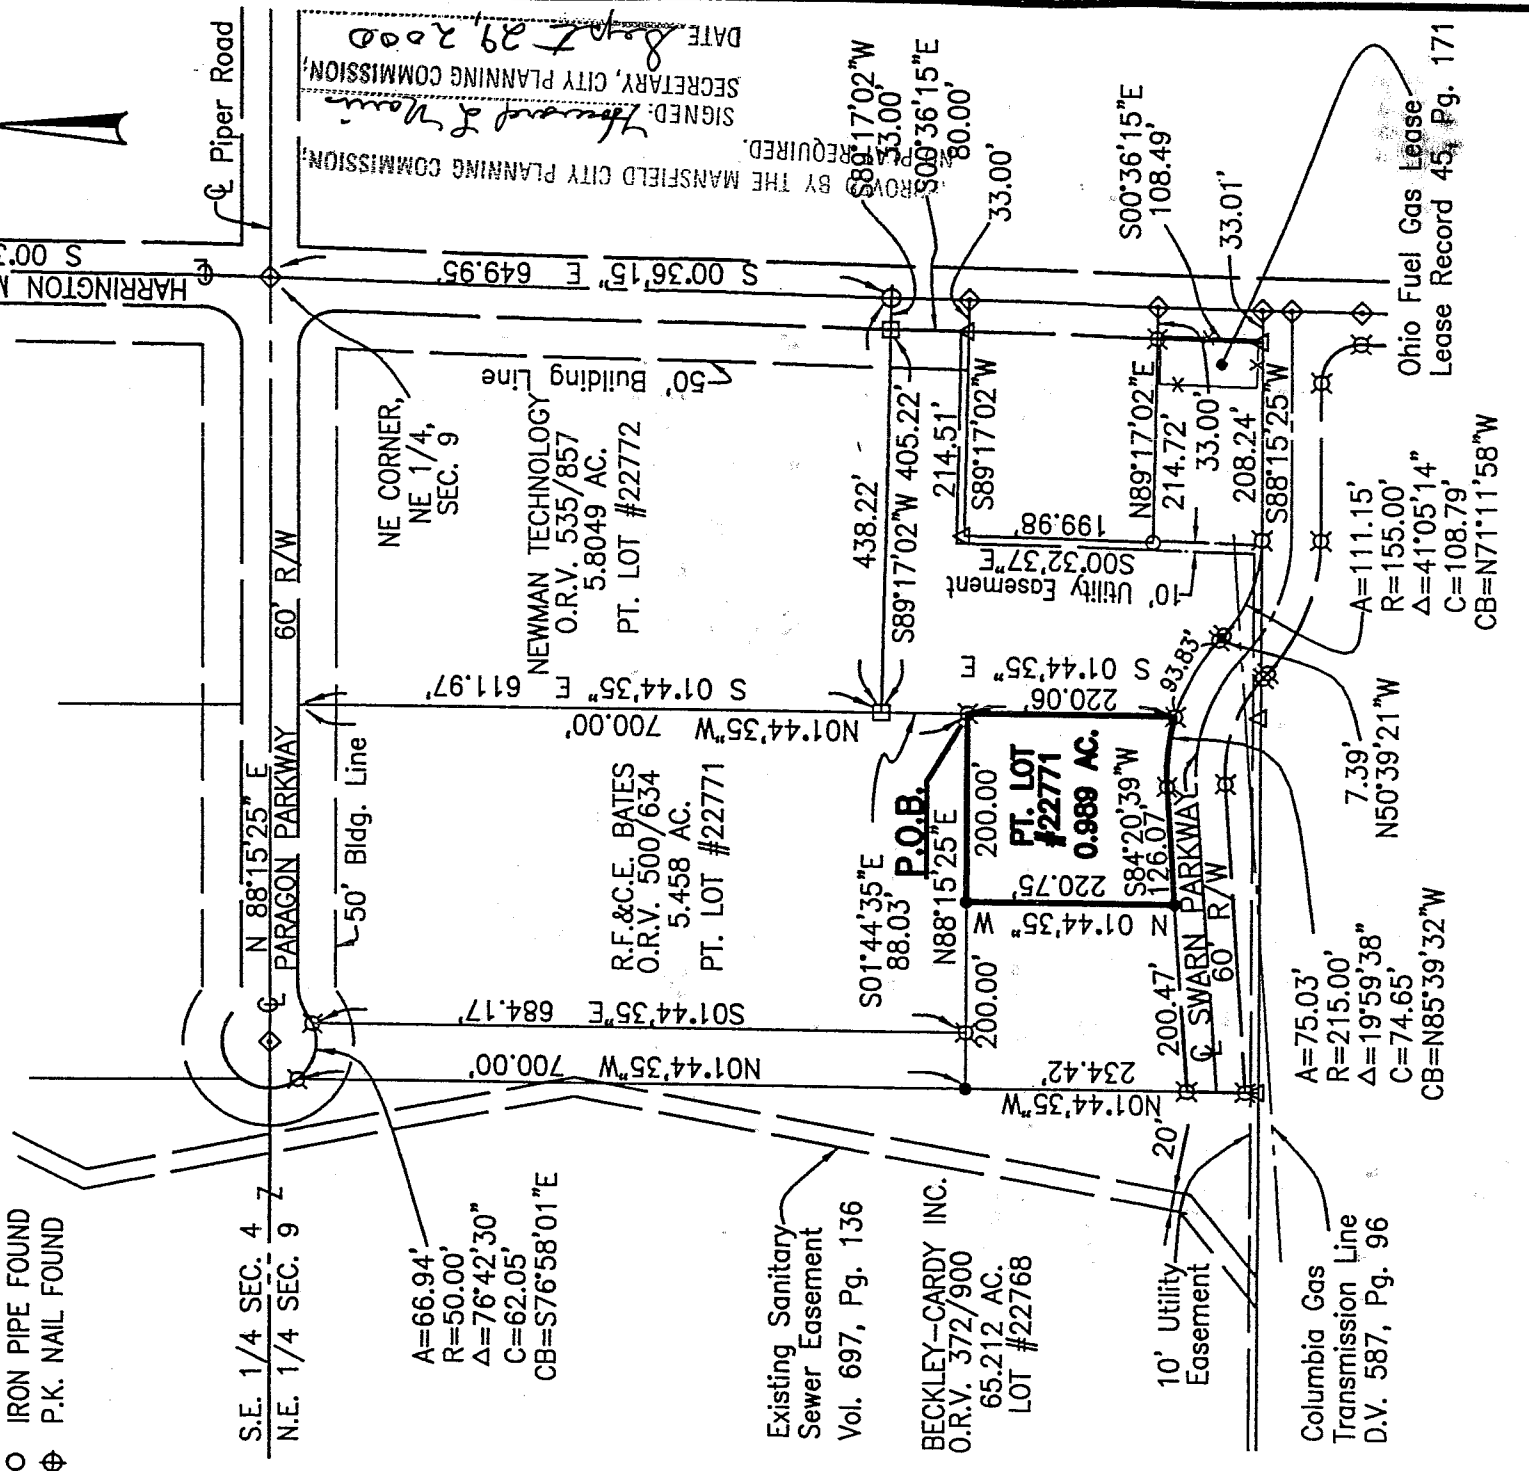 IRON PIPE FOUND
P.K. NAIL FOUND
S.E. 1/4 SEC. 4
N.E. 1/4 SEC. 9
A=66.94'
R=50.00'
Δ=76°42'30"
C=62.05'
CB=S76°58'01"E
Existing Sanitary
Sewer Easement
Vol. 697, Pg. 136
BECKLEY-CARDY INC.
O.R.V. 372/900
65.212 AC.
LOT #22768
10' Utility
Easement
Columbia Gas
Transmission Line
D.V. 587, Pg. 96
20'
N01°44'35"W
234.42'
N01°44'35"W 700.00'
S01°44'35"E 684.17'
200.00'
200.47'
N 88°15'25" E
PARAGON PARKWAY
60' R/W
50' Bldg. Line
R.F.&C.E. BATES
O.R.V. 500/634
5.458 AC.
PT. LOT #22771
S01°44'35"E
88.03'
N88°15'25"E
200.00'
P.O.B.
PT. LOT
#22771
0.989 AC.
N 01°44'35" W
220.75'
S84°20'39"W
126.07'
℄ SWARN PARKWAY
60' R/W
A=75.03'
R=215.00'
Δ=19°59'38"
C=74.65'
CB=N85°39'32"W
7.39'
N50°39'21"W
N01°44'35"W 700.00'
S 01°44'35" E 611.97'
S 01°44'35" E
220.06'
93.83'
NE CORNER,
NE 1/4,
SEC. 9
NEWMAN TECHNOLOGY
O.R.V. 535/857
5.8049 AC.
PT. LOT #22772
50' Building Line
438.22'
S89°17'02"W 405.22'
214.51'
S89°17'02"W
S00°32'37"E
199.98'
10' Utility Easement
N89°17'02"E
214.72'
33.00'
208.24'
S88°15'25"W
A=111.15'
R=155.00'
Δ=41°05'14"
C=108.79'
CB=N71°11'58"W
℄ Piper Road
HARRINGTON
S 00°3
S 00°36'15" E 649.95'
S89°17'02"W
33.00'
S00°36'15"E
80.00'
33.00'
S00°36'15"E
108.49'
33.01'
Ohio Fuel Gas Lease
Lease Record 45, Pg. 171
ROVED BY THE MANSFIELD CITY PLANNING COMMISSION;
NO PLAT REQUIRED.
SIGNED:
SECRETARY, CITY PLANNING COMMISSION;
DATE Sept 29, 2000